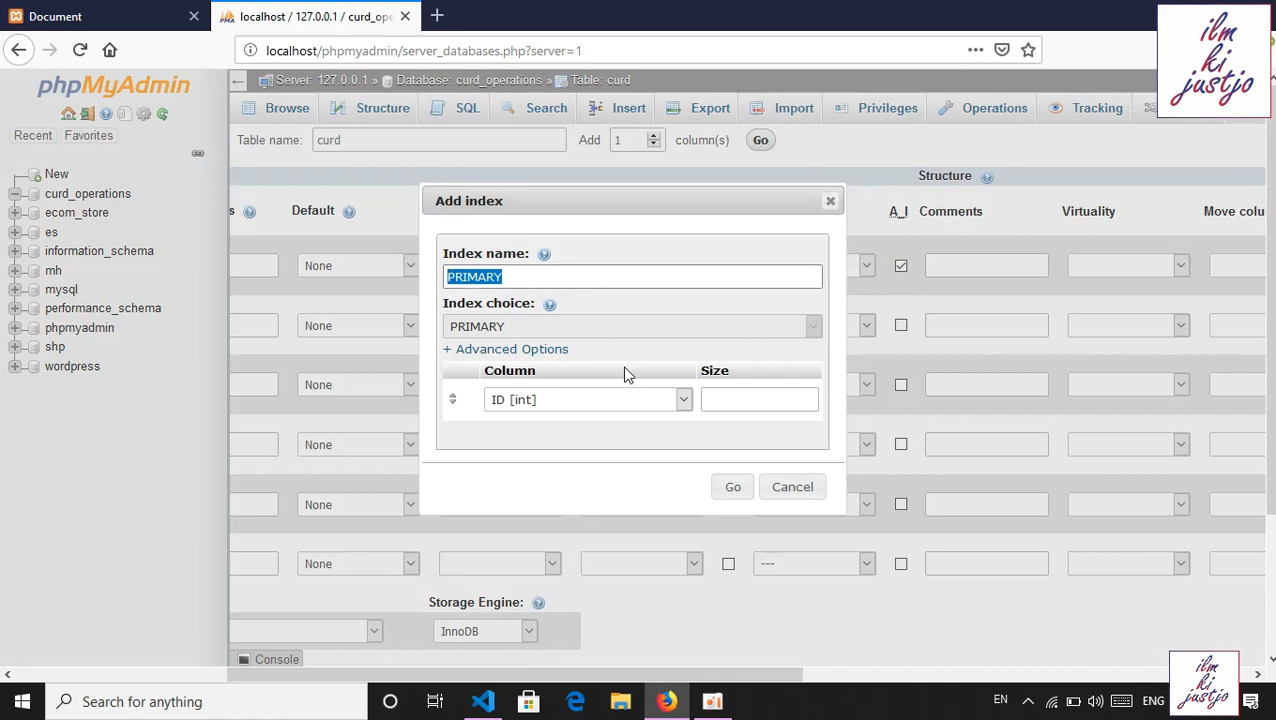 Document
localhost / 127.0.0.1 / curd_ope
localhost/phpmyadmin/server_databases.php?server=1
ilm
ki
justjo
phpMyAdmin
Recent
Favorites
New
curd_operations
ecom_store
es
information_schema
mh
mysql
performance_schema
phpmyadmin
shp
wordpress
Server: 127.0.0.1 » Database: curd_operations » Table: curd
Browse
Structure
SQL
Search
Insert
Export
Import
Privileges
Operations
Tracking
Table name:
curd
Add
1
column(s)
Go
Structure
s
Default
A_I
Comments
Virtuality
Move colu
None
None
None
None
None
None
---
Add index
Index name:
PRIMARY
Index choice:
PRIMARY
+ Advanced Options
Column
Size
ID [int]
Go
Cancel
Storage Engine:
InnoDB
Console
Search for anything
EN
ENG
ilm
ki
justjo